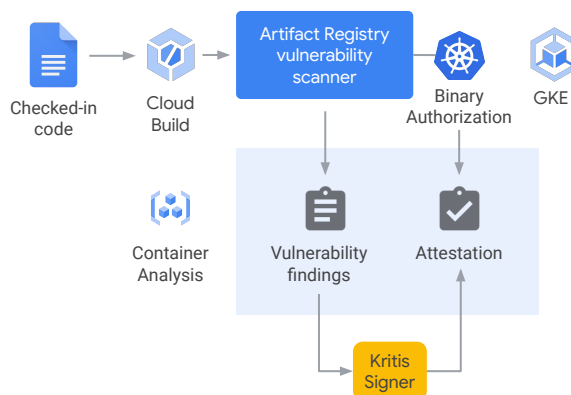 Artifact Registry
vulnerability
scanner
Checked-in
code
Cloud
Build
Binary
Authorization
GKE
Container
Analysis
Vulnerability
findings
Attestation
Kritis
Signer